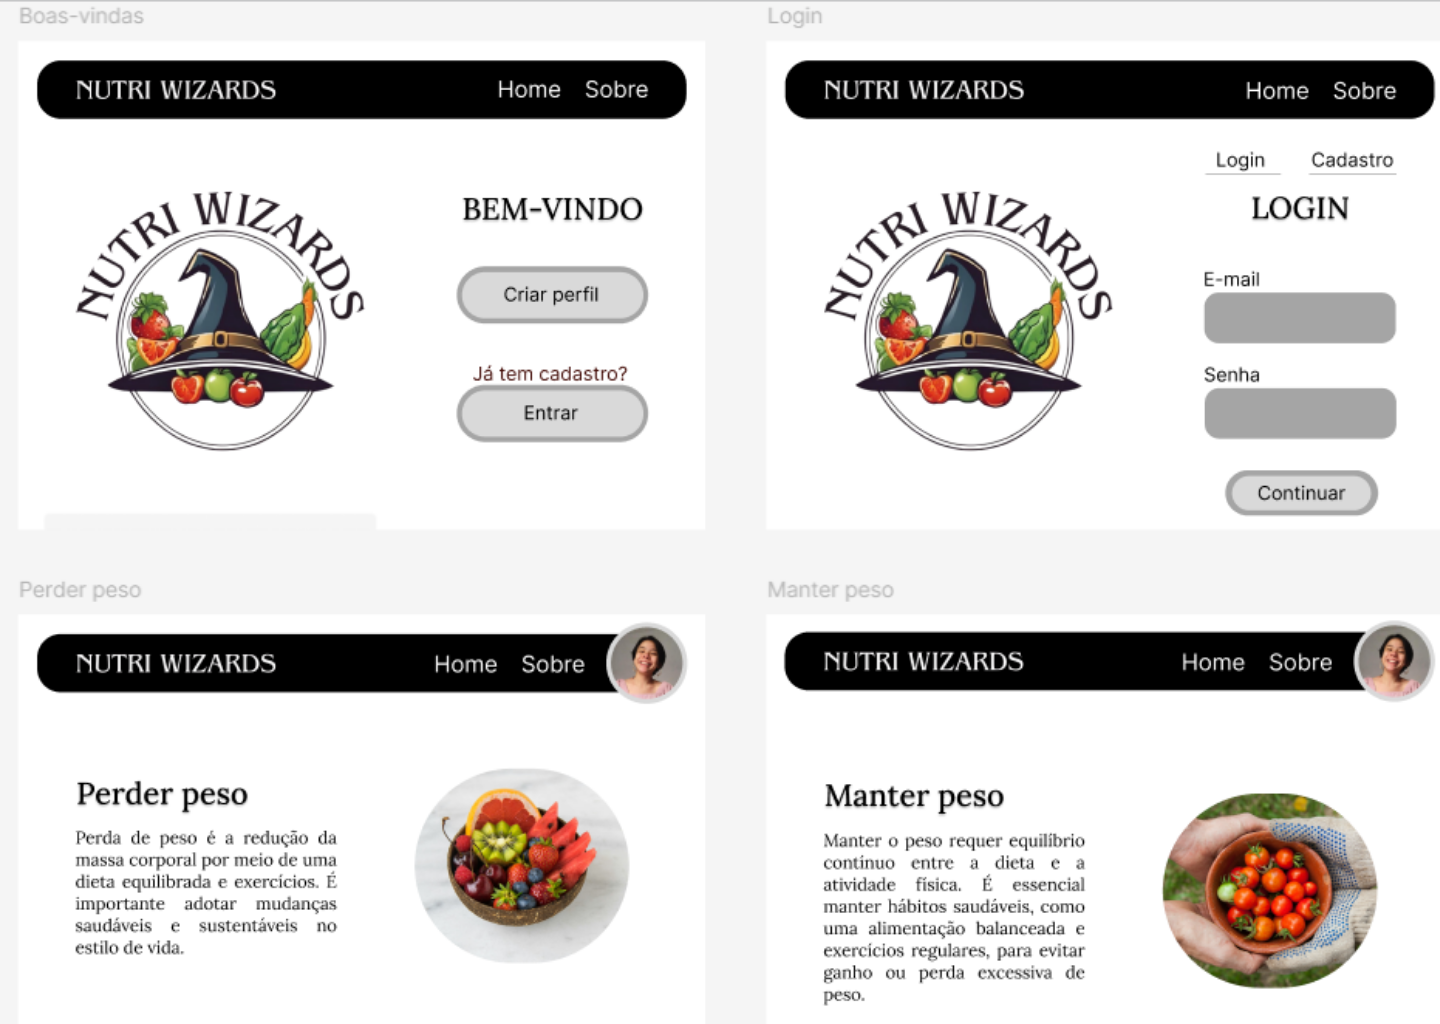 Boas-vindas
NUTRI WIZARDS Home Sobre
NUTRI WIZARDS
BEM-VINDO
Criar perfil
Já tem cadastro?
Entrar
Login
NUTRI WIZARDS Home Sobre
Login Cadastro
NUTRI WIZARDS
LOGIN
E-mail
Senha
Continuar
Perder peso
NUTRI WIZARDS Home Sobre
Perder peso
Perda de peso é a redução da
massa corporal por meio de uma
dieta equilibrada e exercícios. É
importante adotar mudanças
saudáveis e sustentáveis no
estilo de vida.
Manter peso
NUTRI WIZARDS Home Sobre
Manter peso
Manter o peso requer equilíbrio
contínuo entre a dieta e a
atividade física. É essencial
manter hábitos saudáveis, como
uma alimentação balanceada e
exercícios regulares, para evitar
ganho ou perda excessiva de
peso.